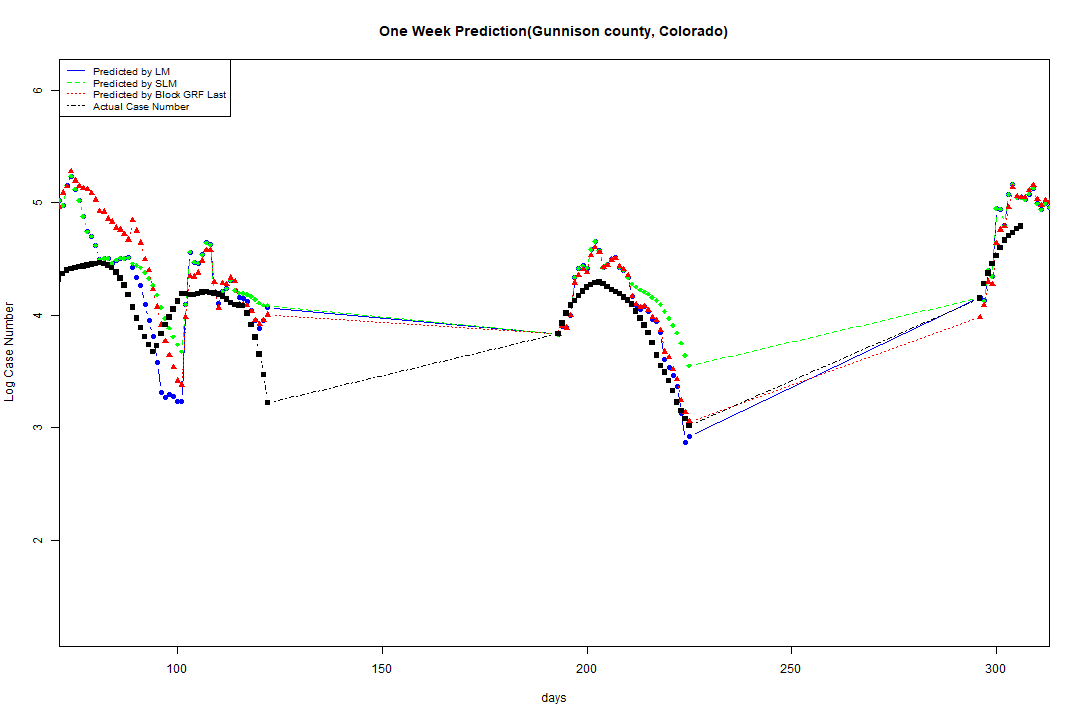 One Week Prediction(Gunnison county, Colorado)
Predicted by LM
Predicted by SLM
Predicted by Block GRF Last
Actual Case Number
6
5
4
3
2
Log Case Number
100 150 200 250 300
days